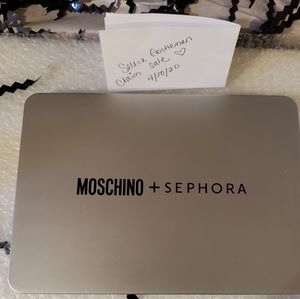 Claim Sale
4/10/20
MOSCHINO + SEPHORA